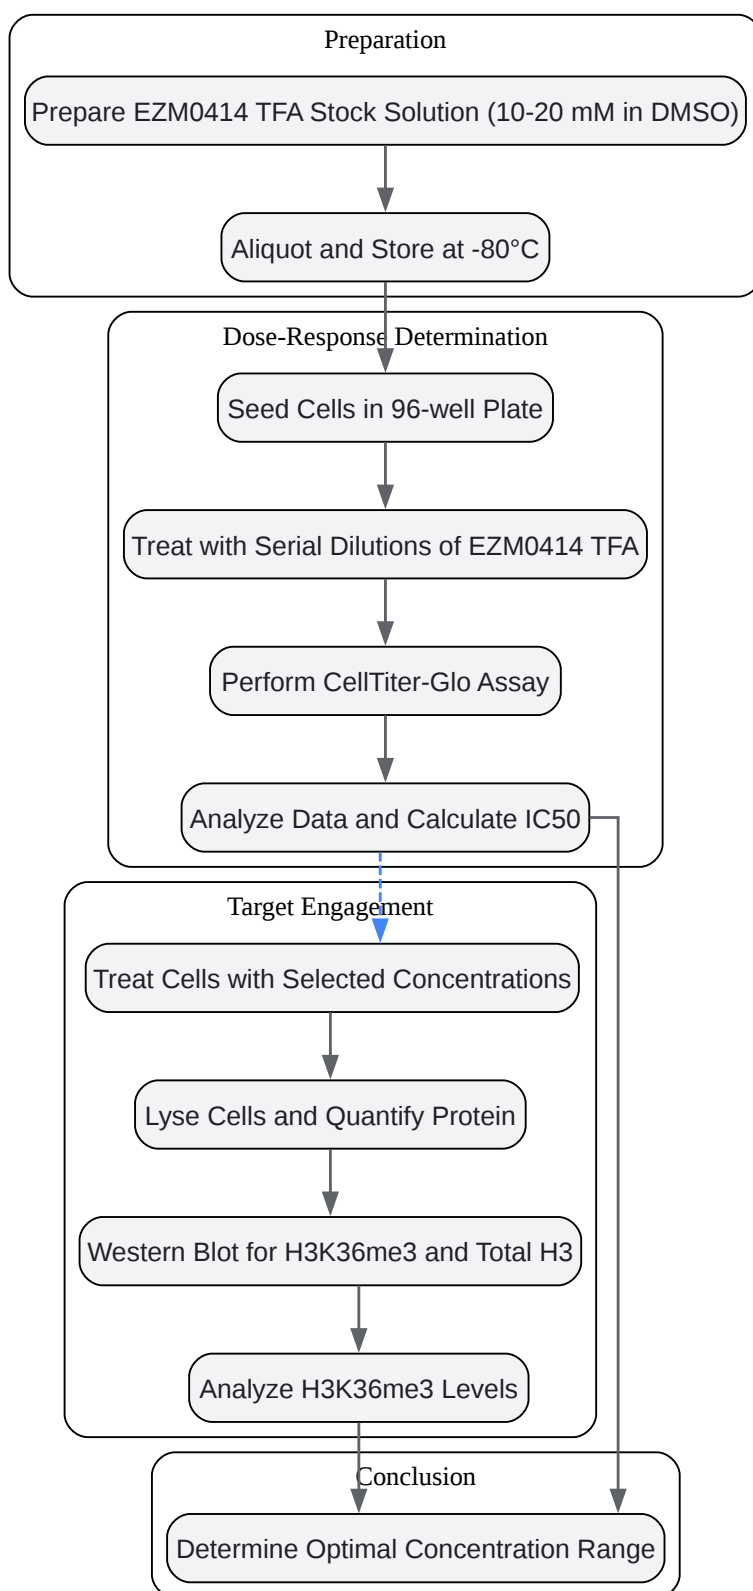 Preparation
Prepare EZM0414 TFA Stock Solution (10-20 mM in DMSO)
Aliquot and Store at -80°C
Dose-Response Determination
Seed Cells in 96-well Plate
Treat with Serial Dilutions of EZM0414 TFA
Perform CellTiter-Glo Assay
Analyze Data and Calculate IC50
Target Engagement
Treat Cells with Selected Concentrations
Lyse Cells and Quantify Protein
Western Blot for H3K36me3 and Total H3
Analyze H3K36me3 Levels
Conclusion
Determine Optimal Concentration Range